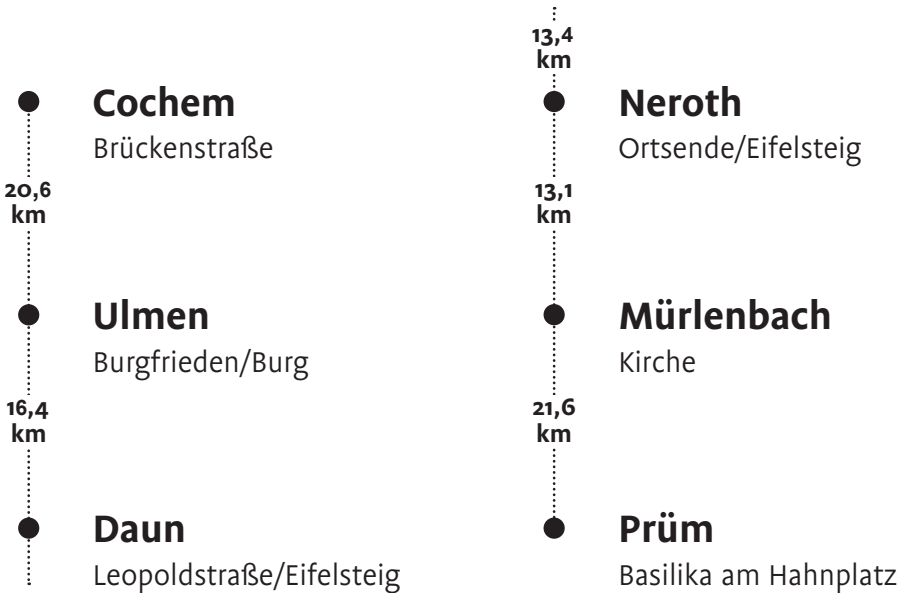 Cochem
Brückenstraße
20,6
km
Ulmen
Burgfrieden/Burg
16,4
km
Daun
Leopoldstraße/Eifelsteig
13,4
km
Neroth
Ortsende/Eifelsteig
13,1
km
Mürlenbach
Kirche
21,6
km
Prüm
Basilika am Hahnplatz